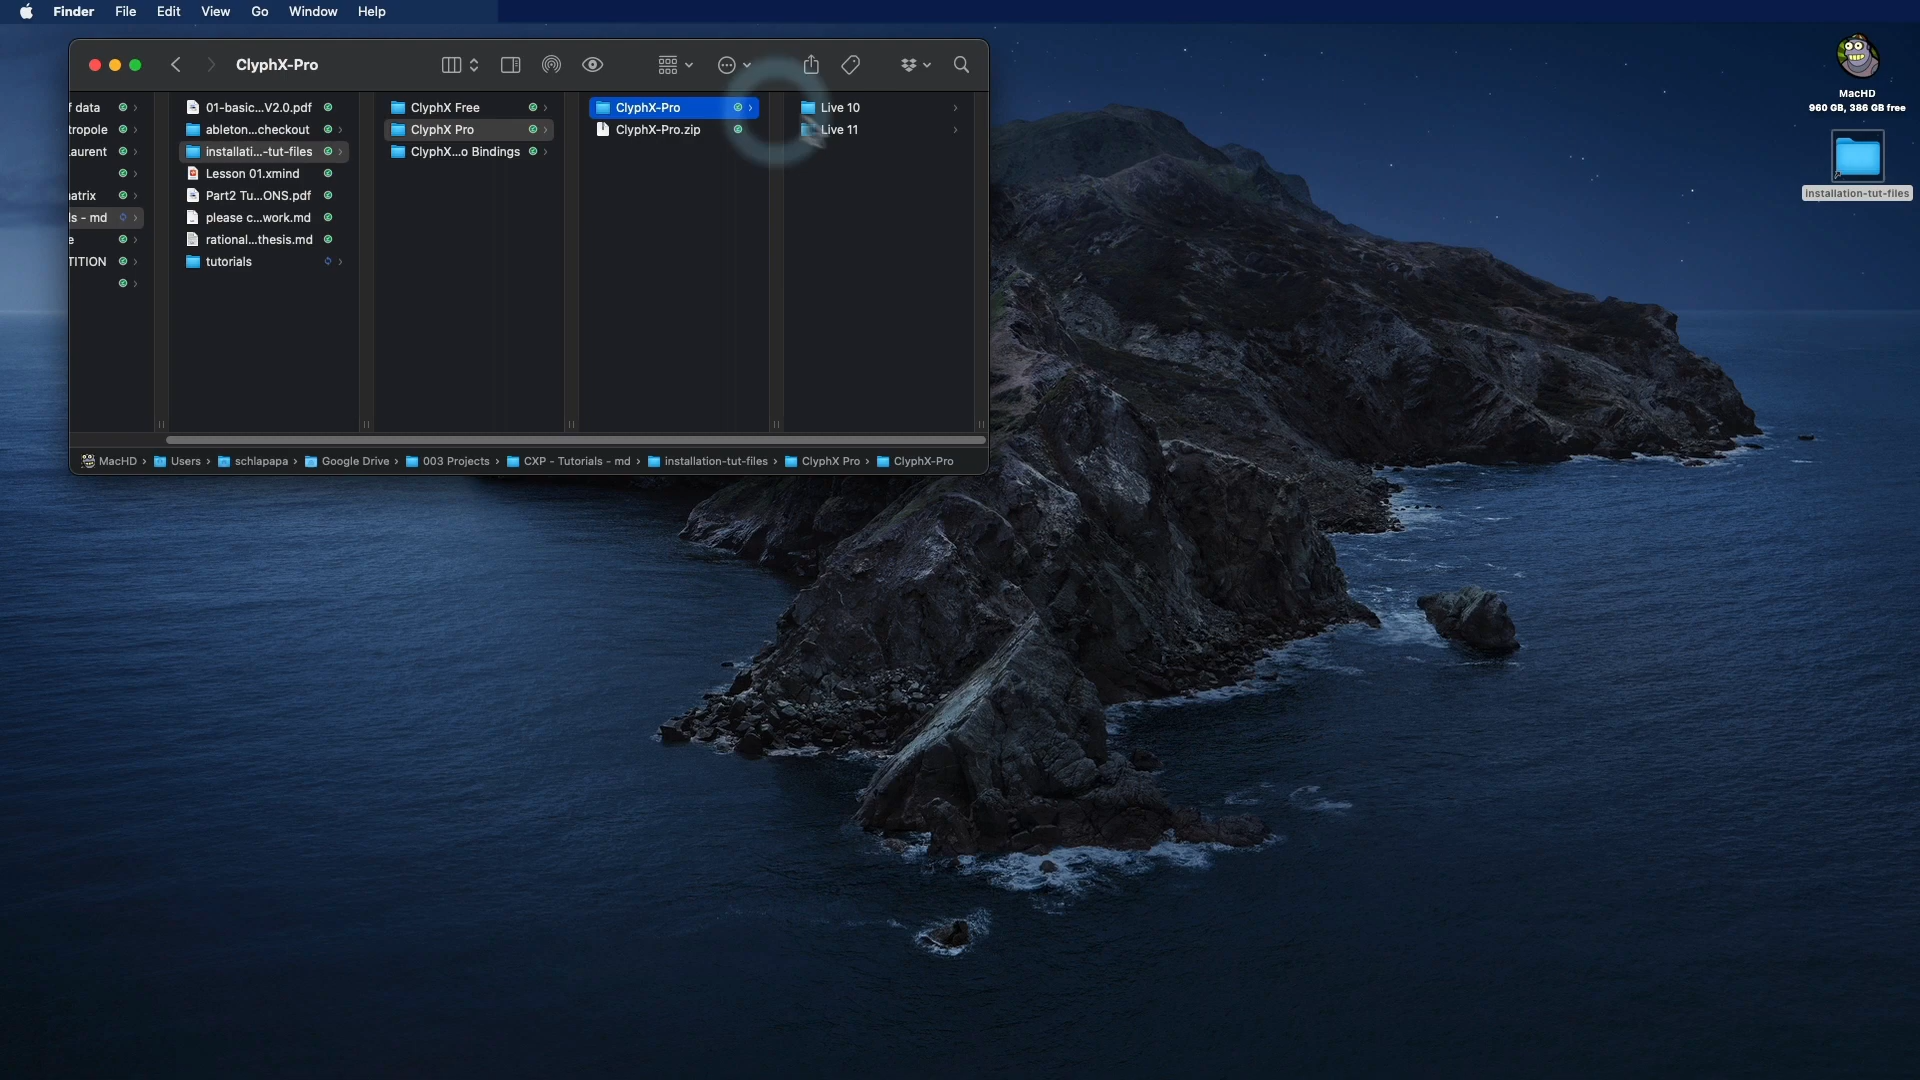 Finder File Edit View Go Window Help
ClyphX-Pro
f data
tropole
aurent
atrix
ls - md
e
TITION
01-basic...V2.0.pdf
ableton...checkout
installati...-tut-files
Lesson 01.xmind
Part2 Tu...ONS.pdf
please c...work.md
rational...thesis.md
tutorials
ClyphX Free
ClyphX Pro
ClyphX...o Bindings
ClyphX-Pro
ClyphX-Pro.zip
Live 10
Live 11
MacHD › Users › schlapapa › Google Drive › 003 Projects › CXP - Tutorials - md › installation-tut-files › ClyphX Pro › ClyphX-Pro
MacHD
960 GB, 386 GB free
installation-tut-files